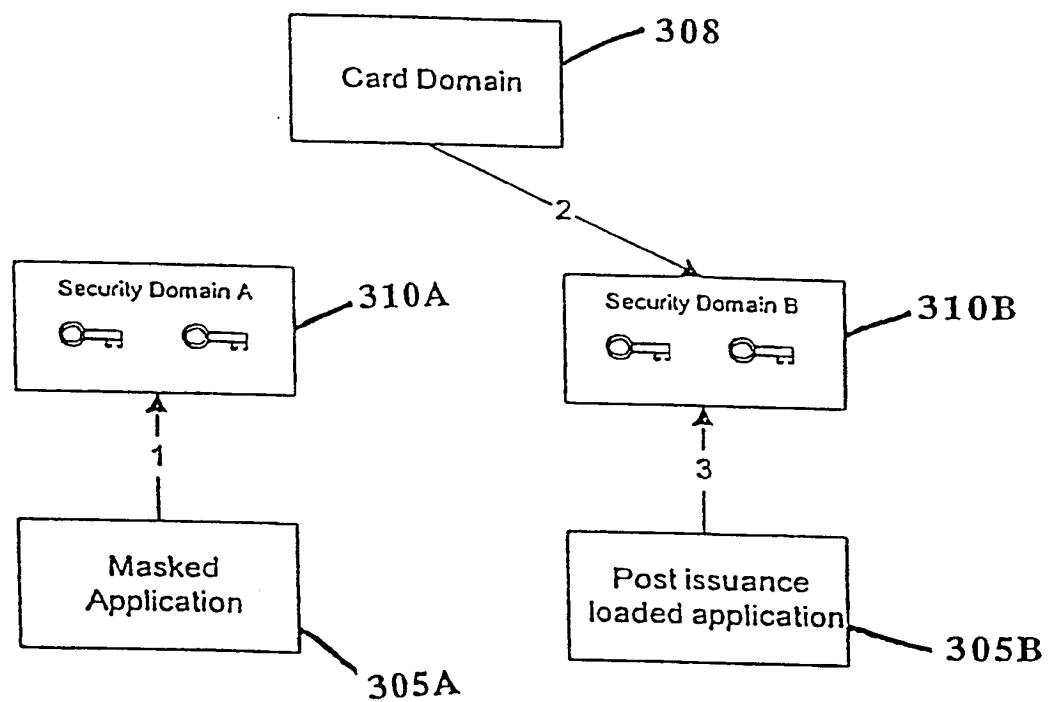 308
Card Domain
2
Security Domain A
310A
Security Domain B
310B
1
3
Masked
Application
305A
Post issuance
loaded application
305B